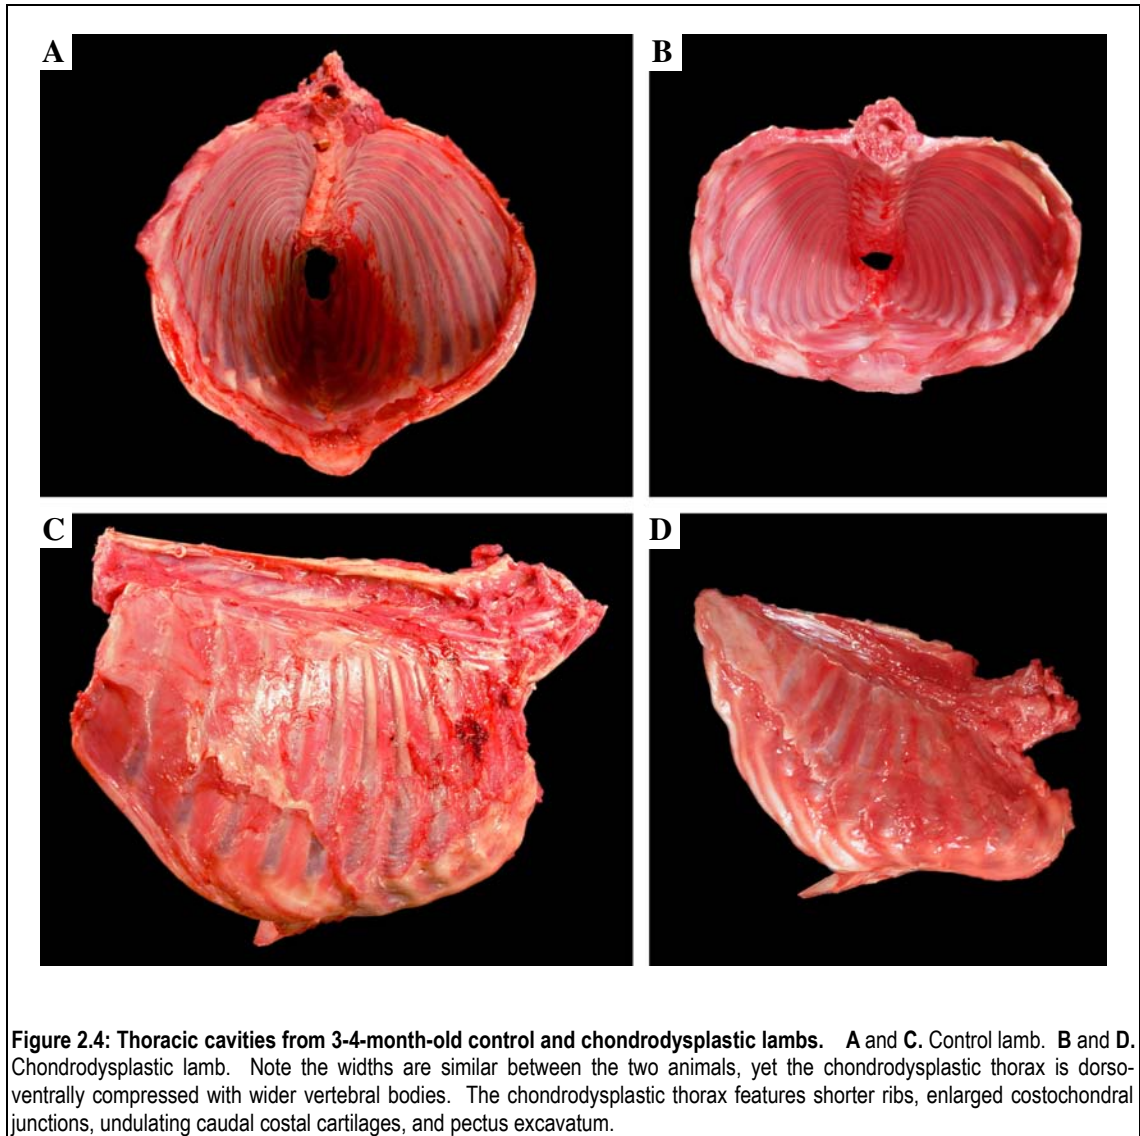 A
B
C
D
Figure 2.4: Thoracic cavities from 3-4-month-old control and chondrodysplastic lambs. A and C. Control lamb. B and D.
Chondrodysplastic lamb. Note the widths are similar between the two animals, yet the chondrodysplastic thorax is dorso-
ventrally compressed with wider vertebral bodies. The chondrodysplastic thorax features shorter ribs, enlarged costochondral
junctions, undulating caudal costal cartilages, and pectus excavatum.